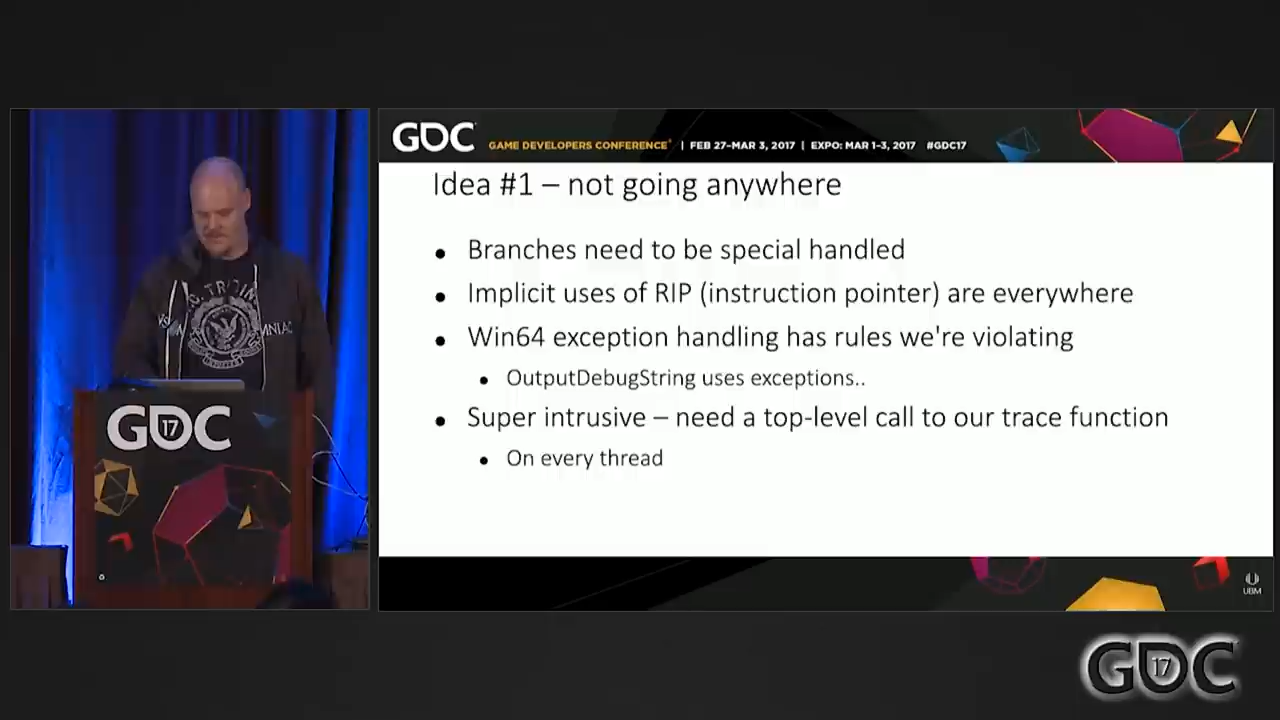 GDC
GAME DEVELOPERS CONFERENCE® | FEB 27–MAR 3, 2017 | EXPO: MAR 1-3, 2017 #GDC17
Idea #1 – not going anywhere
• Branches need to be special handled
• Implicit uses of RIP (instruction pointer) are everywhere
• Win64 exception handling has rules we're violating
• OutputDebugString uses exceptions..
• Super intrusive – need a top-level call to our trace function
• On every thread
UBM
GDC
17
GDC
17